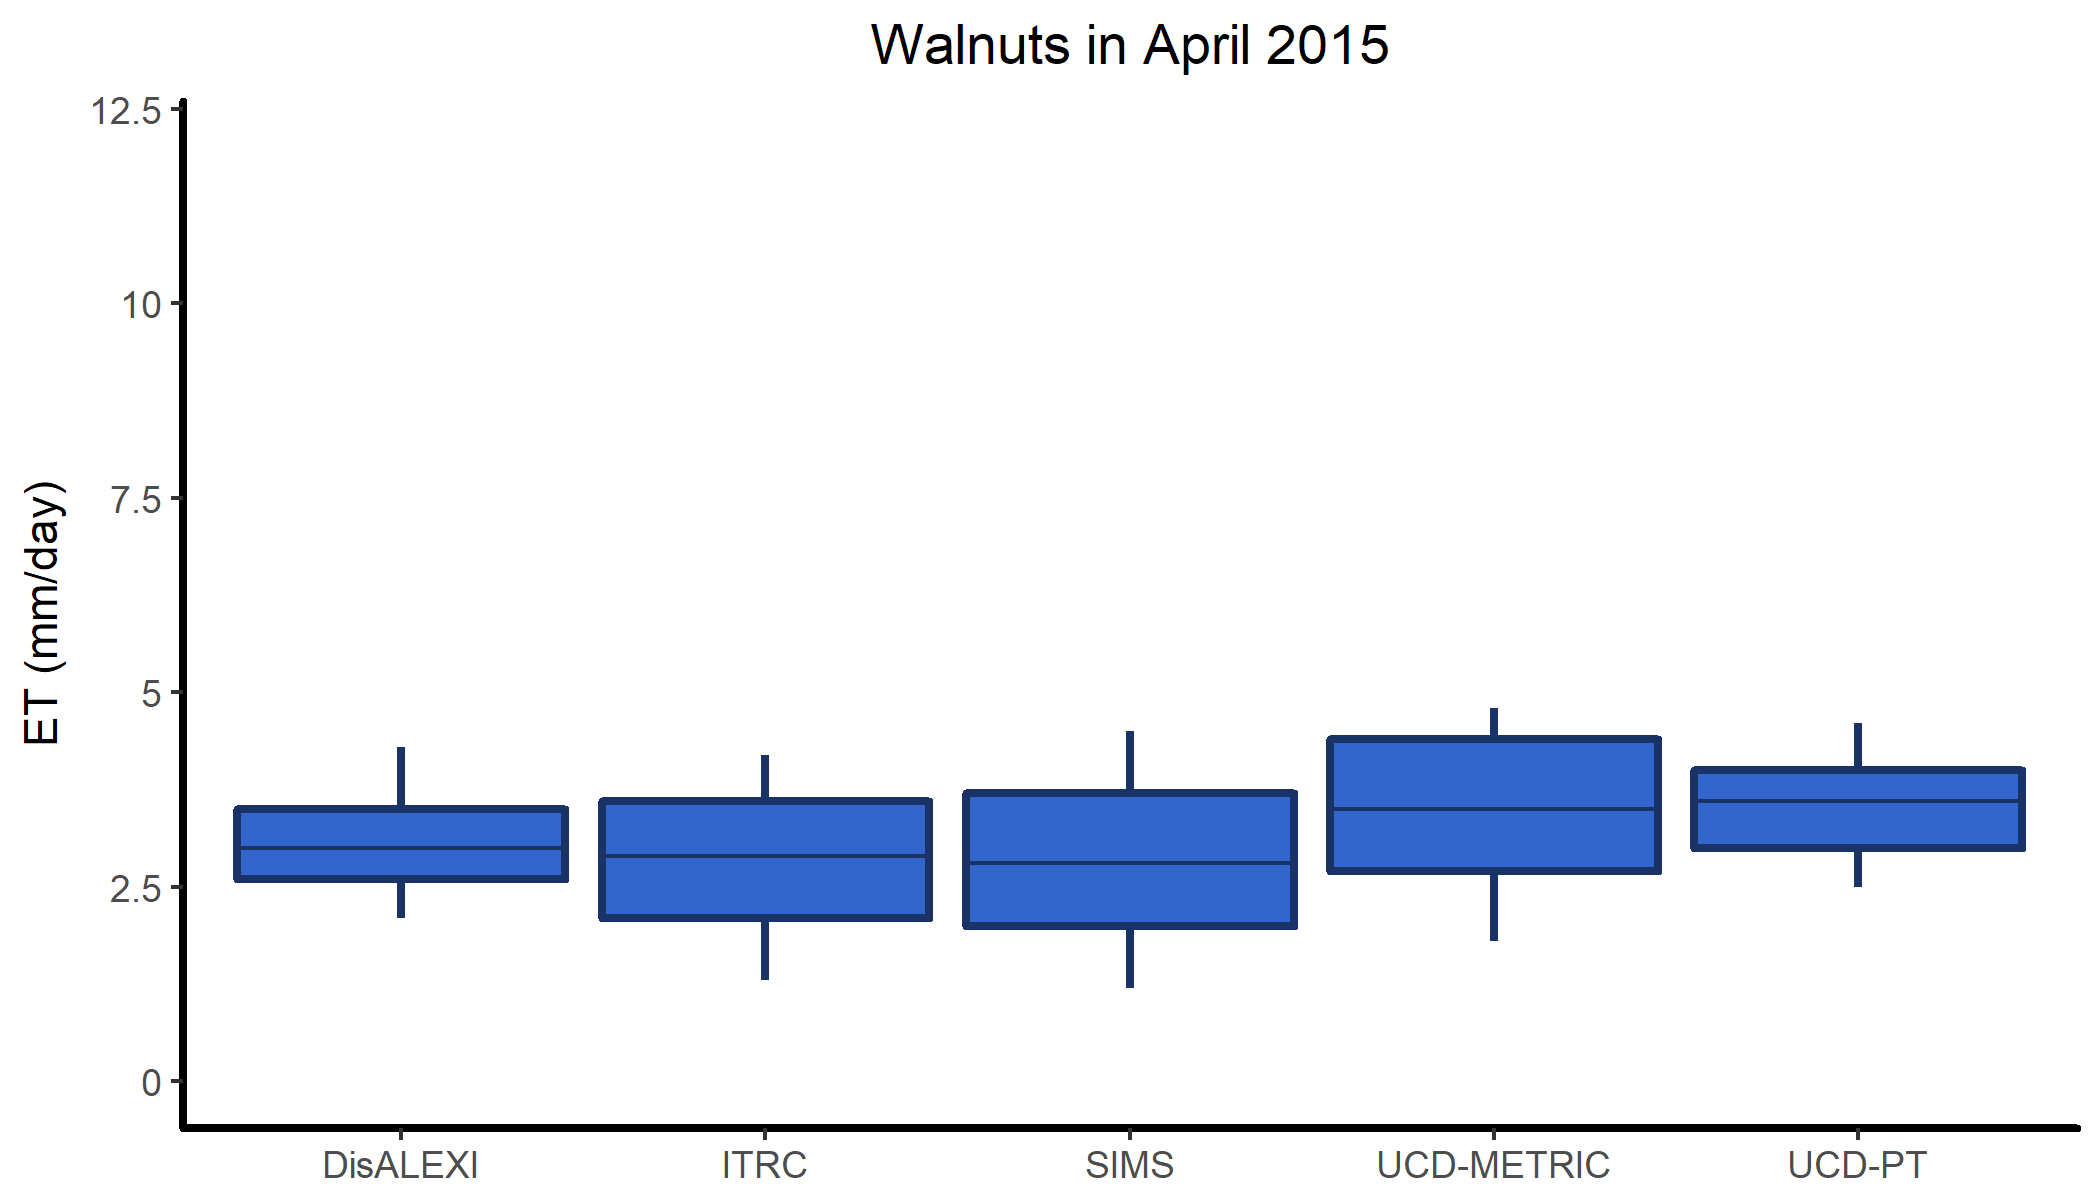 Walnuts in April 2015
ET (mm/day)
12.5
10
7.5
5
2.5
0
DisALEXI
ITRC
SIMS
UCD-METRIC
UCD-PT